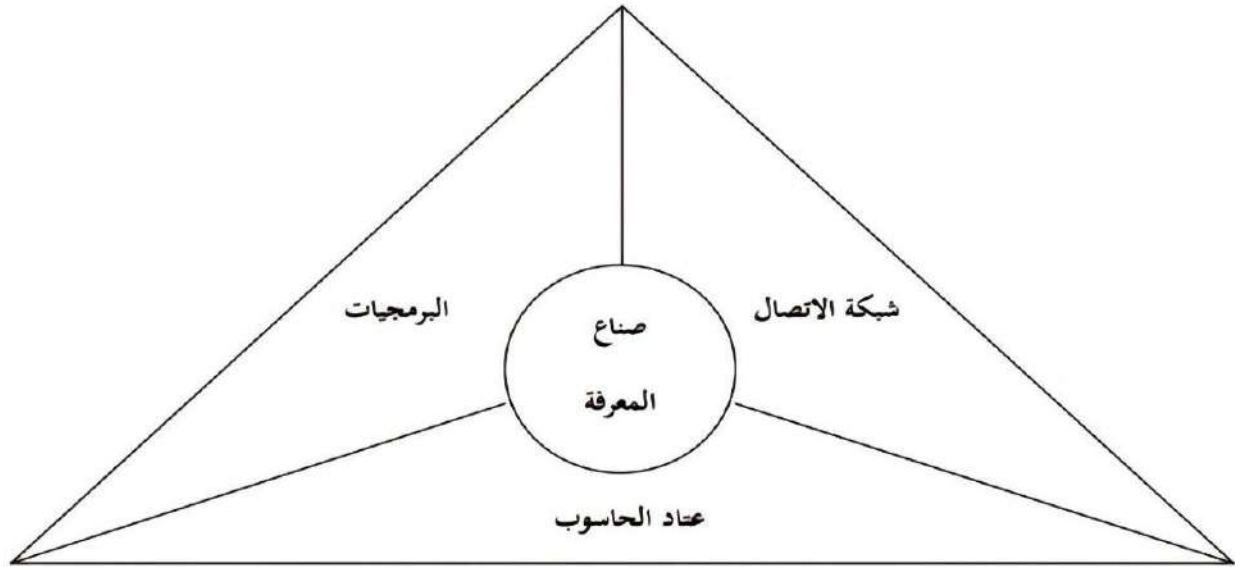 شبكة الاتصال
البرمجيات
صناع
المعرفة
عتاد الحاسوب